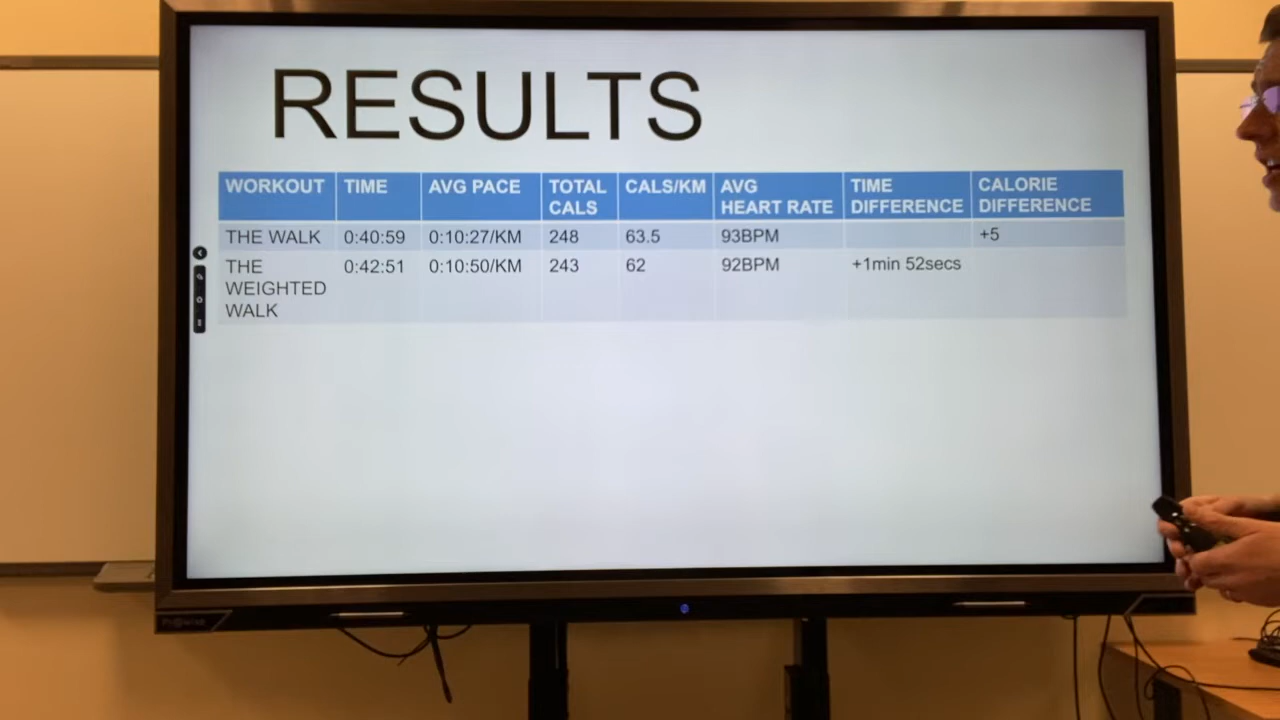 RESULTS
WORKOUT TIME AVG PACE TOTAL CALS CALS/KM AVG HEART RATE TIME DIFFERENCE CALORIE DIFFERENCE
THE WALK 0:40:59 0:10:27/KM 248 63.5 93BPM +5
THE WEIGHTED WALK 0:42:51 0:10:50/KM 243 62 92BPM +1min 52secs